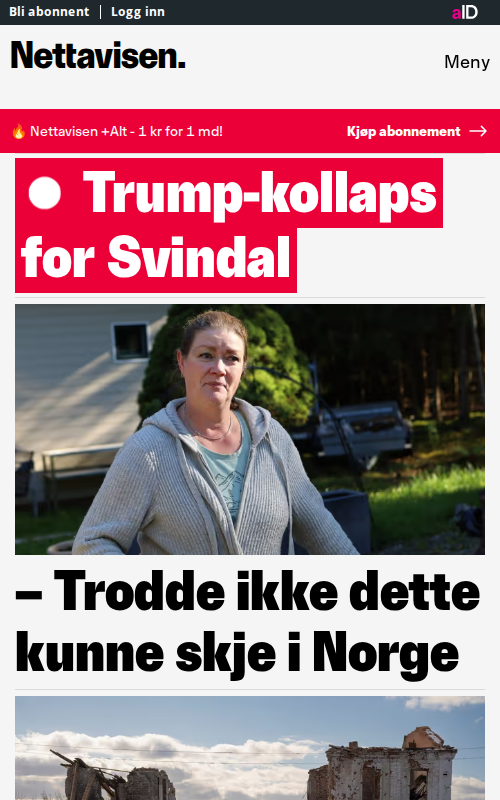 Bli abonnent
Logg inn
aID
Nettavisen.
Meny
🔥 Nettavisen +Alt - 1 kr for 1 md!
Kjøp abonnement →
Trump-kollaps
for Svindal
– Trodde ikke dette
kunne skje i Norge